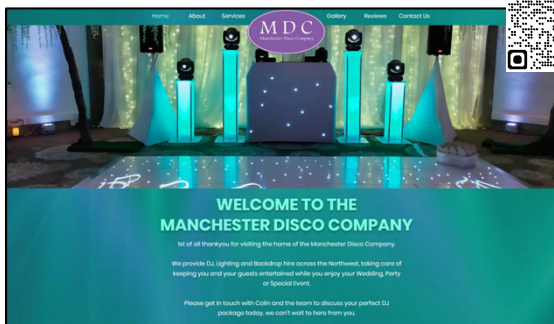 Home About Services Gallery Reviews Contact Us
MDC
Manchester Disco Company
WELCOME TO THE
MANCHESTER DISCO COMPANY
1st of all thankyou for visiting the home of the Manchester Disco Company.
We provide DJ, Lighting and Backdrop hire across the Northwest, taking care of
keeping you and your guests entertained while you enjoy your Wedding, Party
or Special Event.
Please get in touch with Colin and the team to discuss your perfect DJ
package today, we can't wait to here from you.